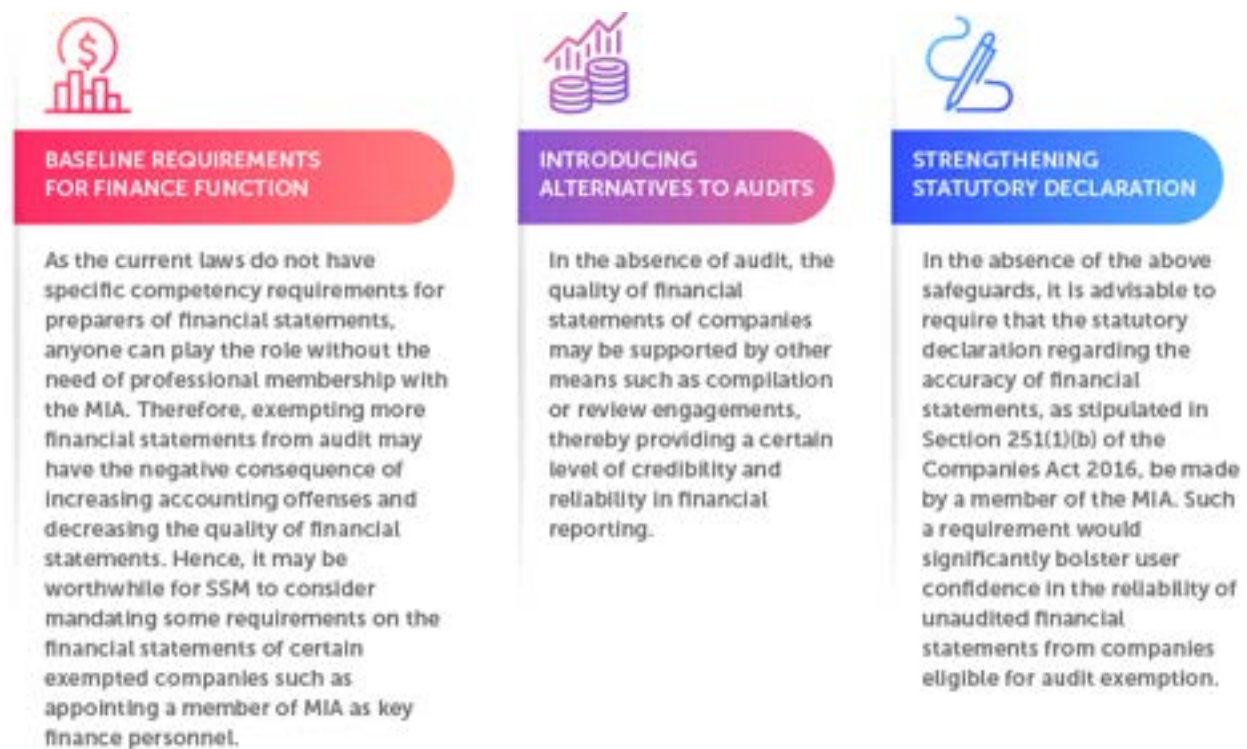 BASELINE REQUIREMENTS
FOR FINANCE FUNCTION
As the current laws do not have
specific competency requirements for
preparers of financial statements,
anyone can play the role without the
need of professional membership with
the MIA. Therefore, exempting more
financial statements from audit may
have the negative consequence of
increasing accounting offenses and
decreasing the quality of financial
statements. Hence, it may be
worthwhile for SSM to consider
mandating some requirements on the
financial statements of certain
exempted companies such as
appointing a member of MIA as key
finance personnel.
INTRODUCING
ALTERNATIVES TO AUDITS
In the absence of audit, the
quality of financial
statements of companies
may be supported by other
means such as compilation
or review engagements,
thereby providing a certain
level of credibility and
reliability in financial
reporting.
STRENGTHENING
STATUTORY DECLARATION
In the absence of the above
safeguards, it is advisable to
require that the statutory
declaration regarding the
accuracy of financial
statements, as stipulated in
Section 251(1)(b) of the
Companies Act 2016, be made
by a member of the MIA. Such
a requirement would
significantly bolster user
confidence in the reliability of
unaudited financial
statements from companies
eligible for audit exemption.